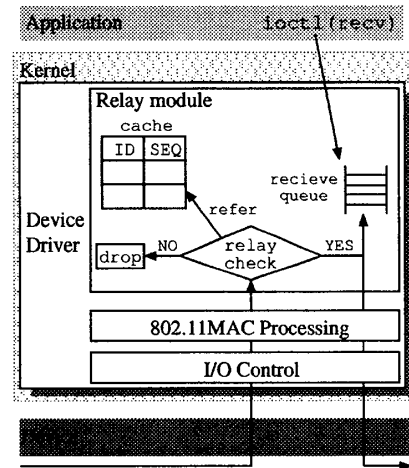 Application ioctl(recv)
Kernel
Relay module
cache
ID SEQ
recieve
queue
refer
Device
Driver
NO
relay
check
YES
drop
802.11MAC Processing
I/O Control